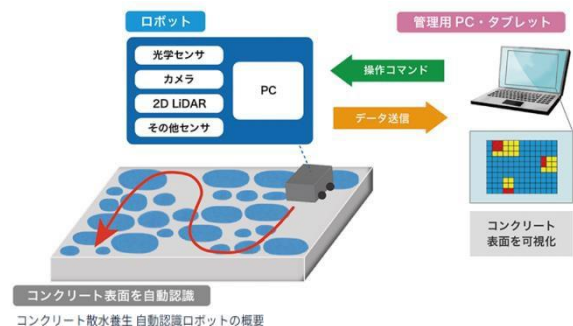 ロボット
管理用 PC・タブレット
光学センサ
カメラ
2D LiDAR
その他センサ
PC
操作コマンド
データ送信
コンクリート
表面を可視化
コンクリート表面を自動認識
コンクリート散水養生 自動認識ロボットの概要